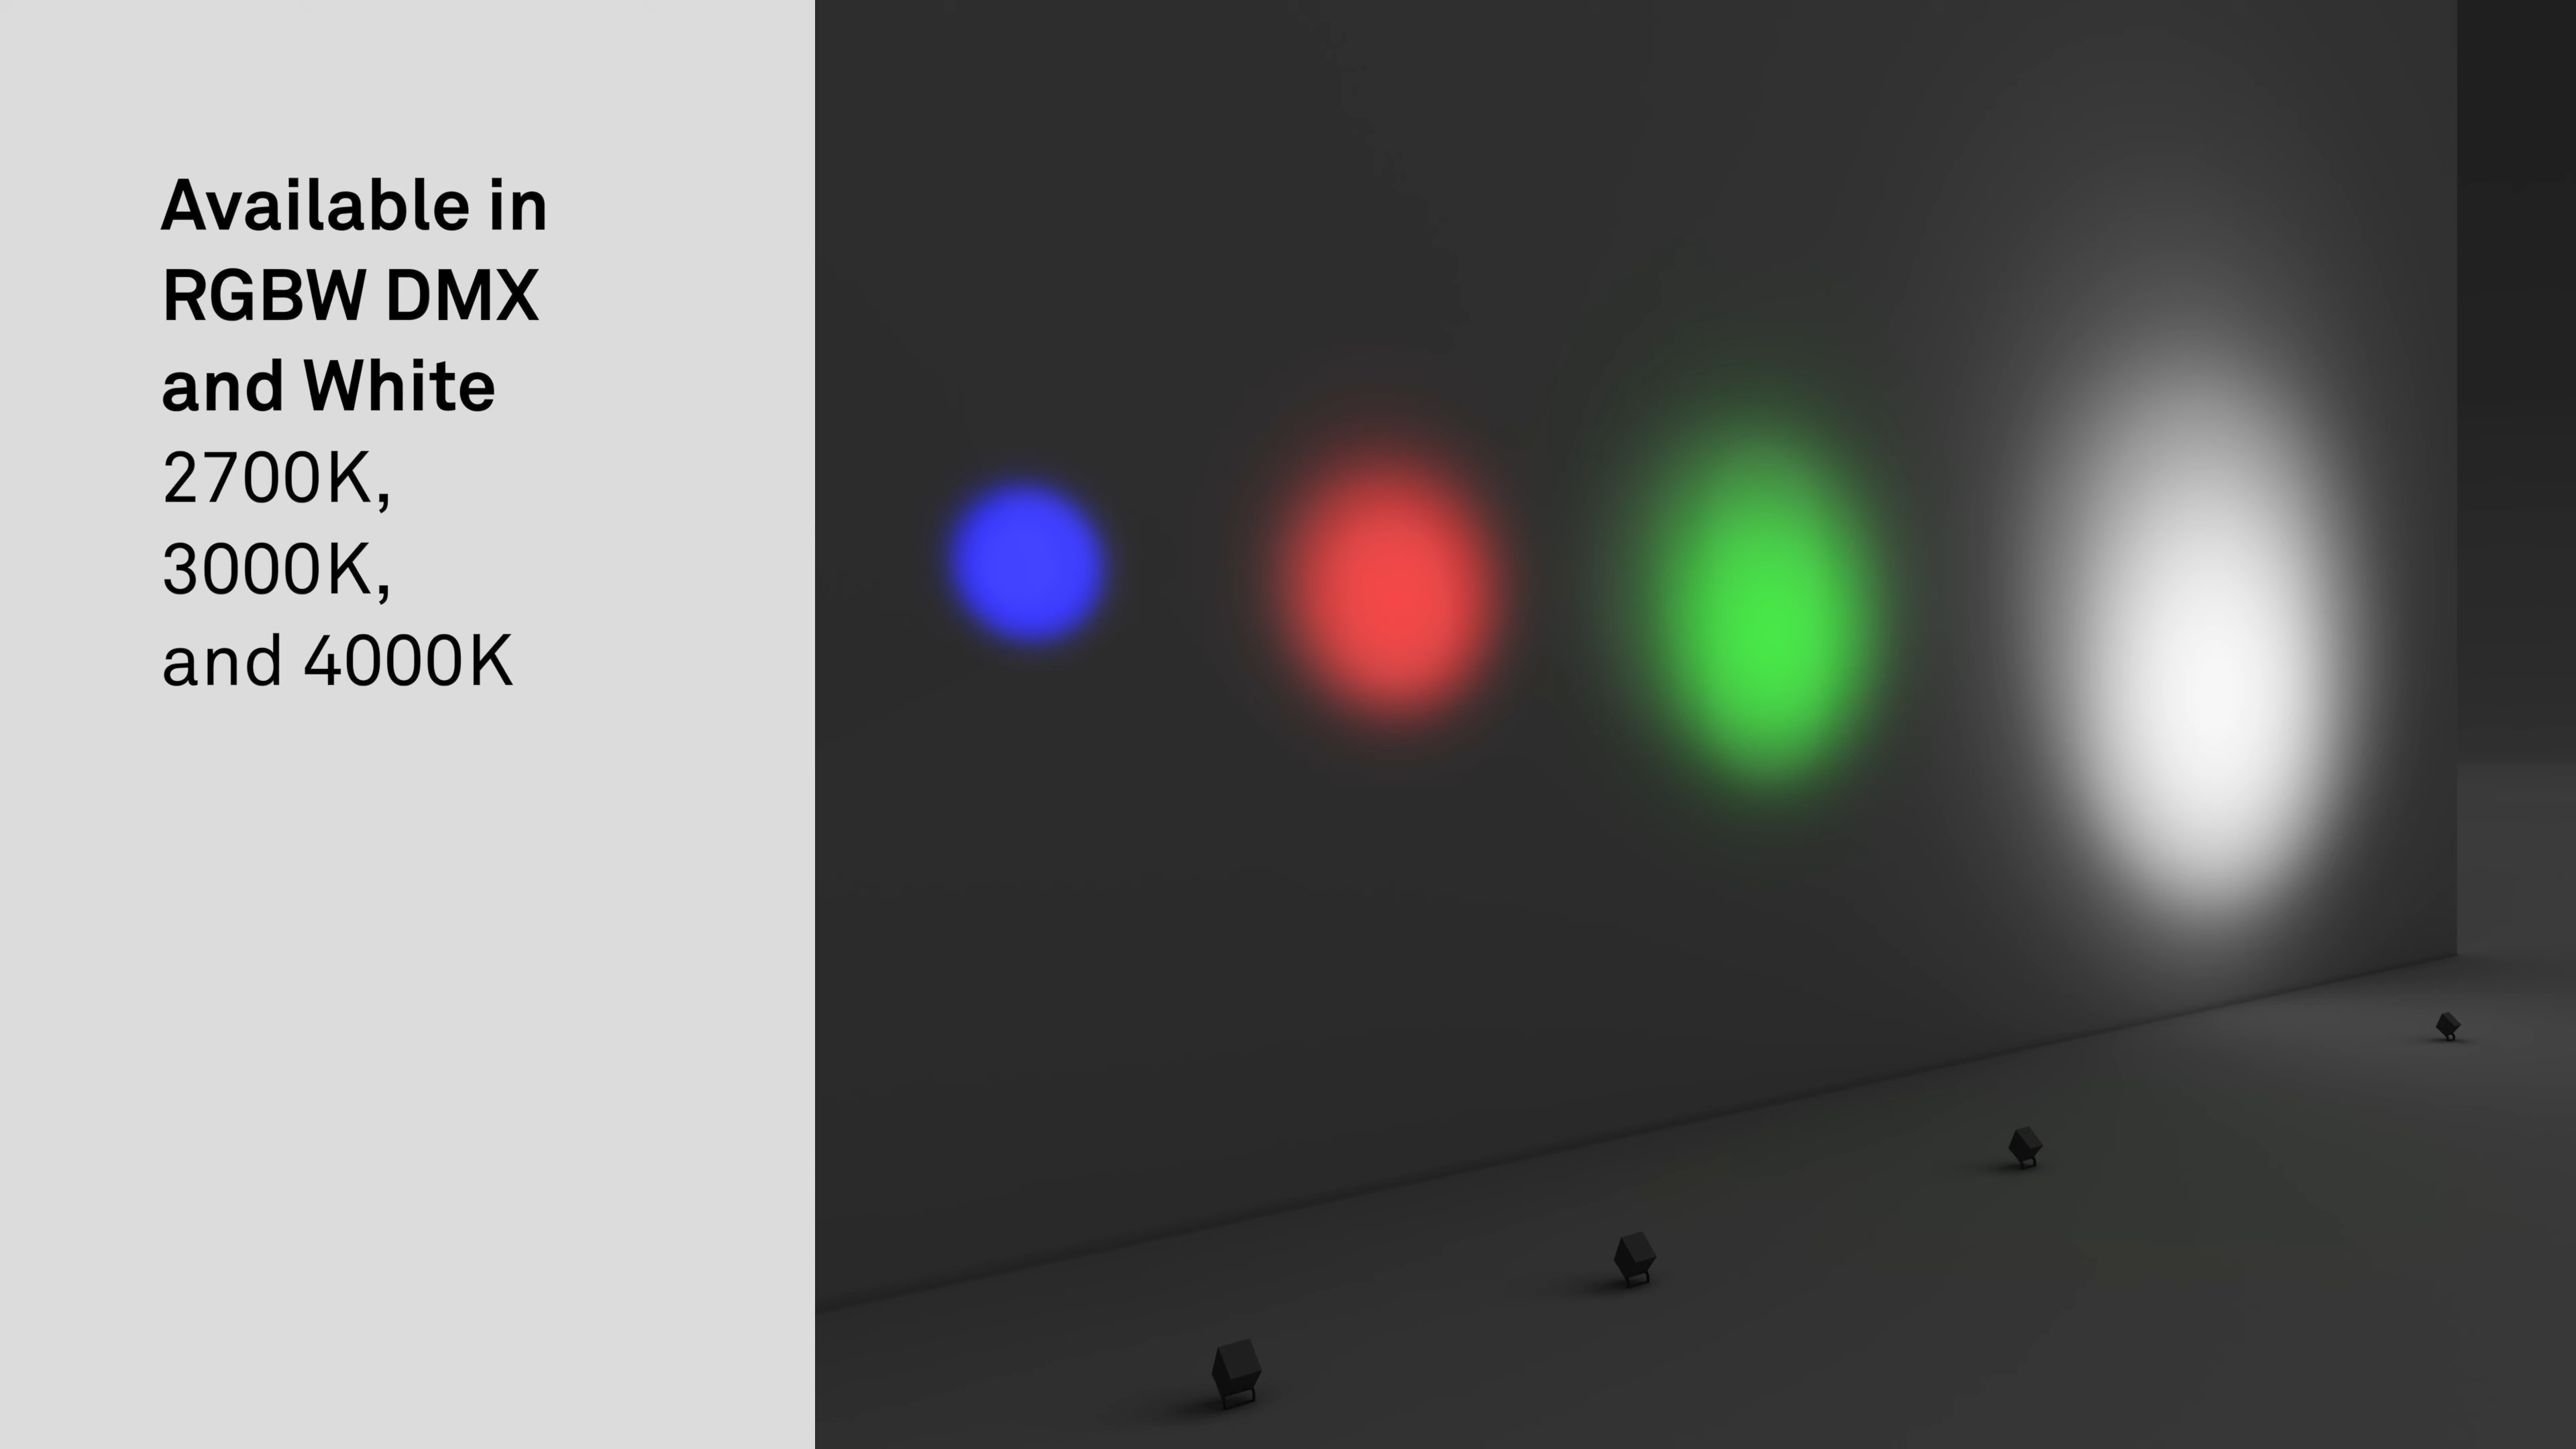 Available in
RGBW DMX
and White
2700K,
3000K,
and 4000K